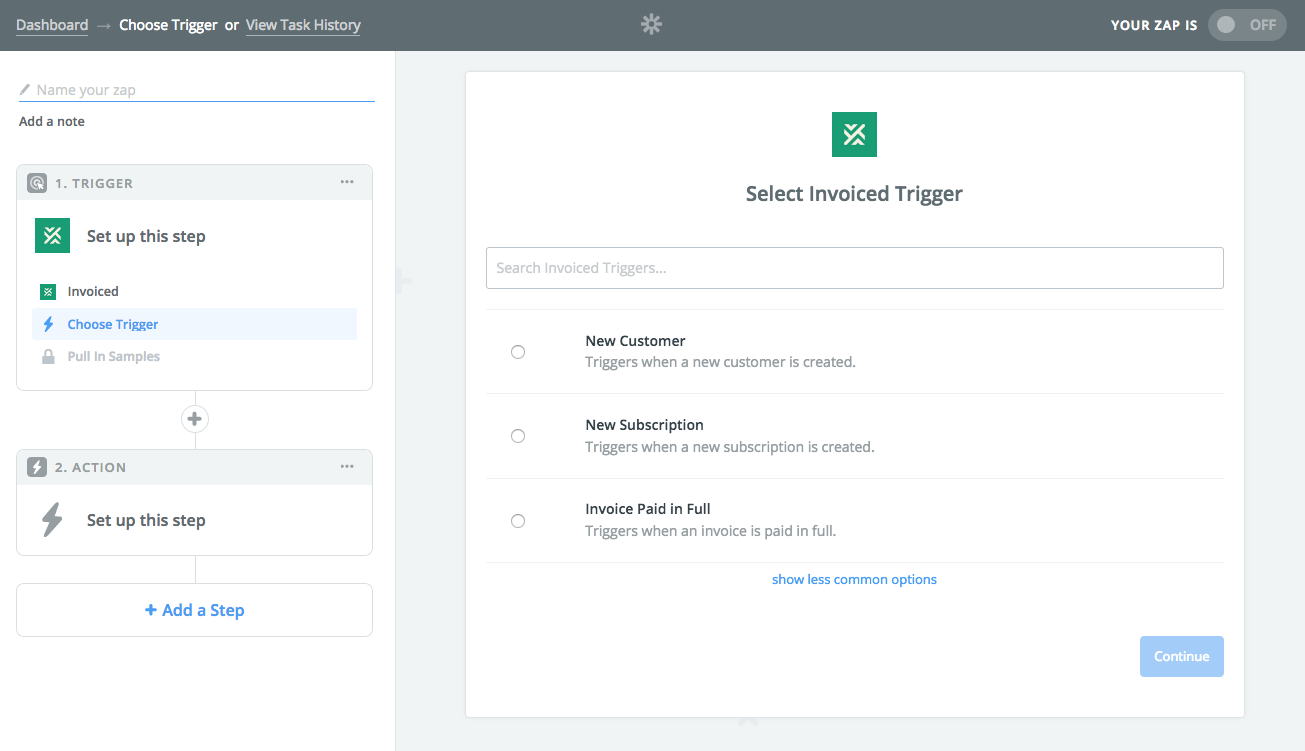 Dashboard → Choose Trigger or View Task History
YOUR ZAP IS OFF
Name your zap
Add a note
1. TRIGGER
Set up this step
Invoiced
Choose Trigger
Pull In Samples
2. ACTION
Set up this step
+ Add a Step
Select Invoiced Trigger
Search Invoiced Triggers...
New Customer
Triggers when a new customer is created.
New Subscription
Triggers when a new subscription is created.
Invoice Paid in Full
Triggers when an invoice is paid in full.
show less common options
Continue